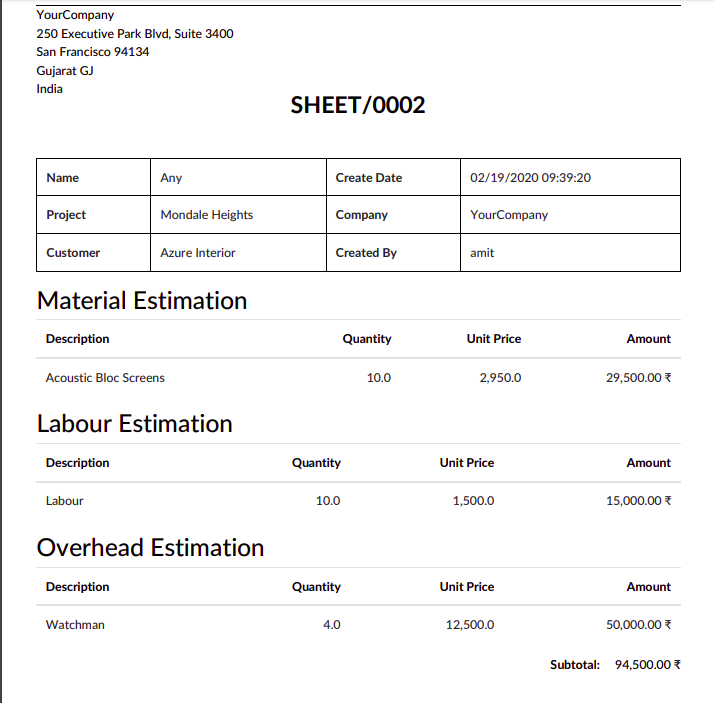 YourCompany
250 Executive Park Blvd, Suite 3400
San Francisco 94134
Gujarat GJ
India
SHEET/0002
Name Any Create Date 02/19/2020 09:39:20
Project Mondale Heights Company YourCompany
Customer Azure Interior Created By amit
Material Estimation
Description Quantity Unit Price Amount
Acoustic Bloc Screens 10.0 2,950.0 29,500.00 ₹
Labour Estimation
Description Quantity Unit Price Amount
Labour 10.0 1,500.0 15,000.00 ₹
Overhead Estimation
Description Quantity Unit Price Amount
Watchman 4.0 12,500.0 50,000.00 ₹
Subtotal: 94,500.00 ₹